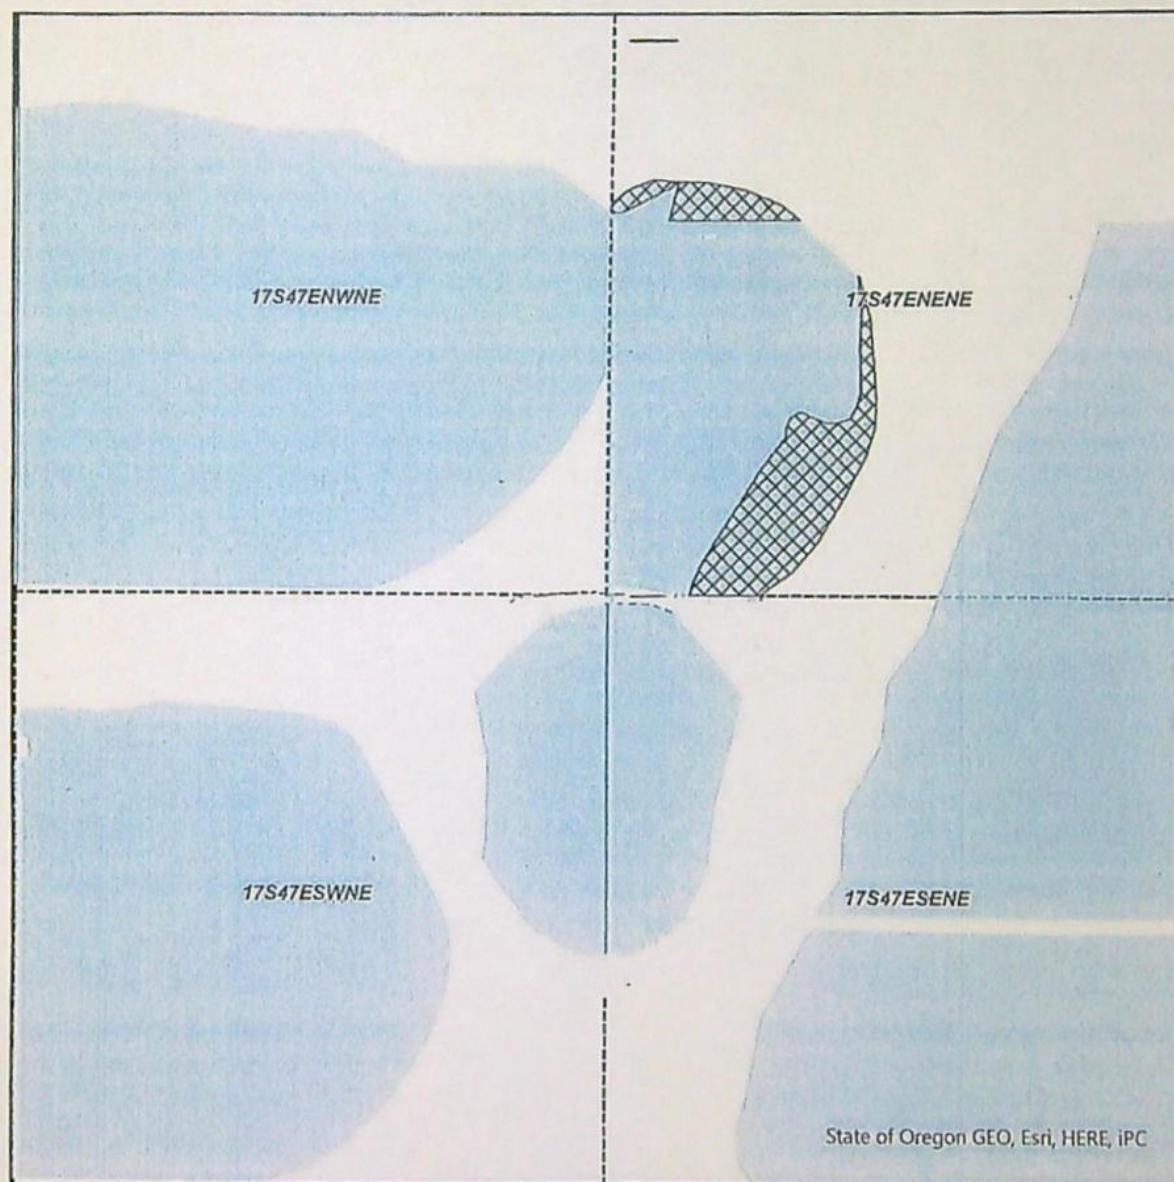 17S47ENWNE
17S47ENENE
17S47ESWNE
17S47ESENE
State of Oregon GEO, Esri, HERE, iPC